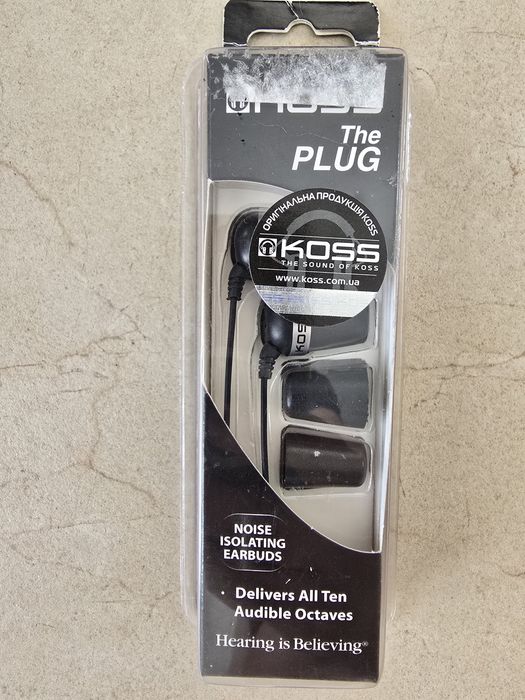 KOSS
The
PLUG
ОРИГІНАЛЬНА ПРОДУКЦІЯ KOSS
KOSS
THE SOUND OF KOSS
www.koss.com.ua
KOSS
NOISE
ISOLATING
EARBUDS
Delivers All Ten
Audible Octaves
Hearing is Believing®